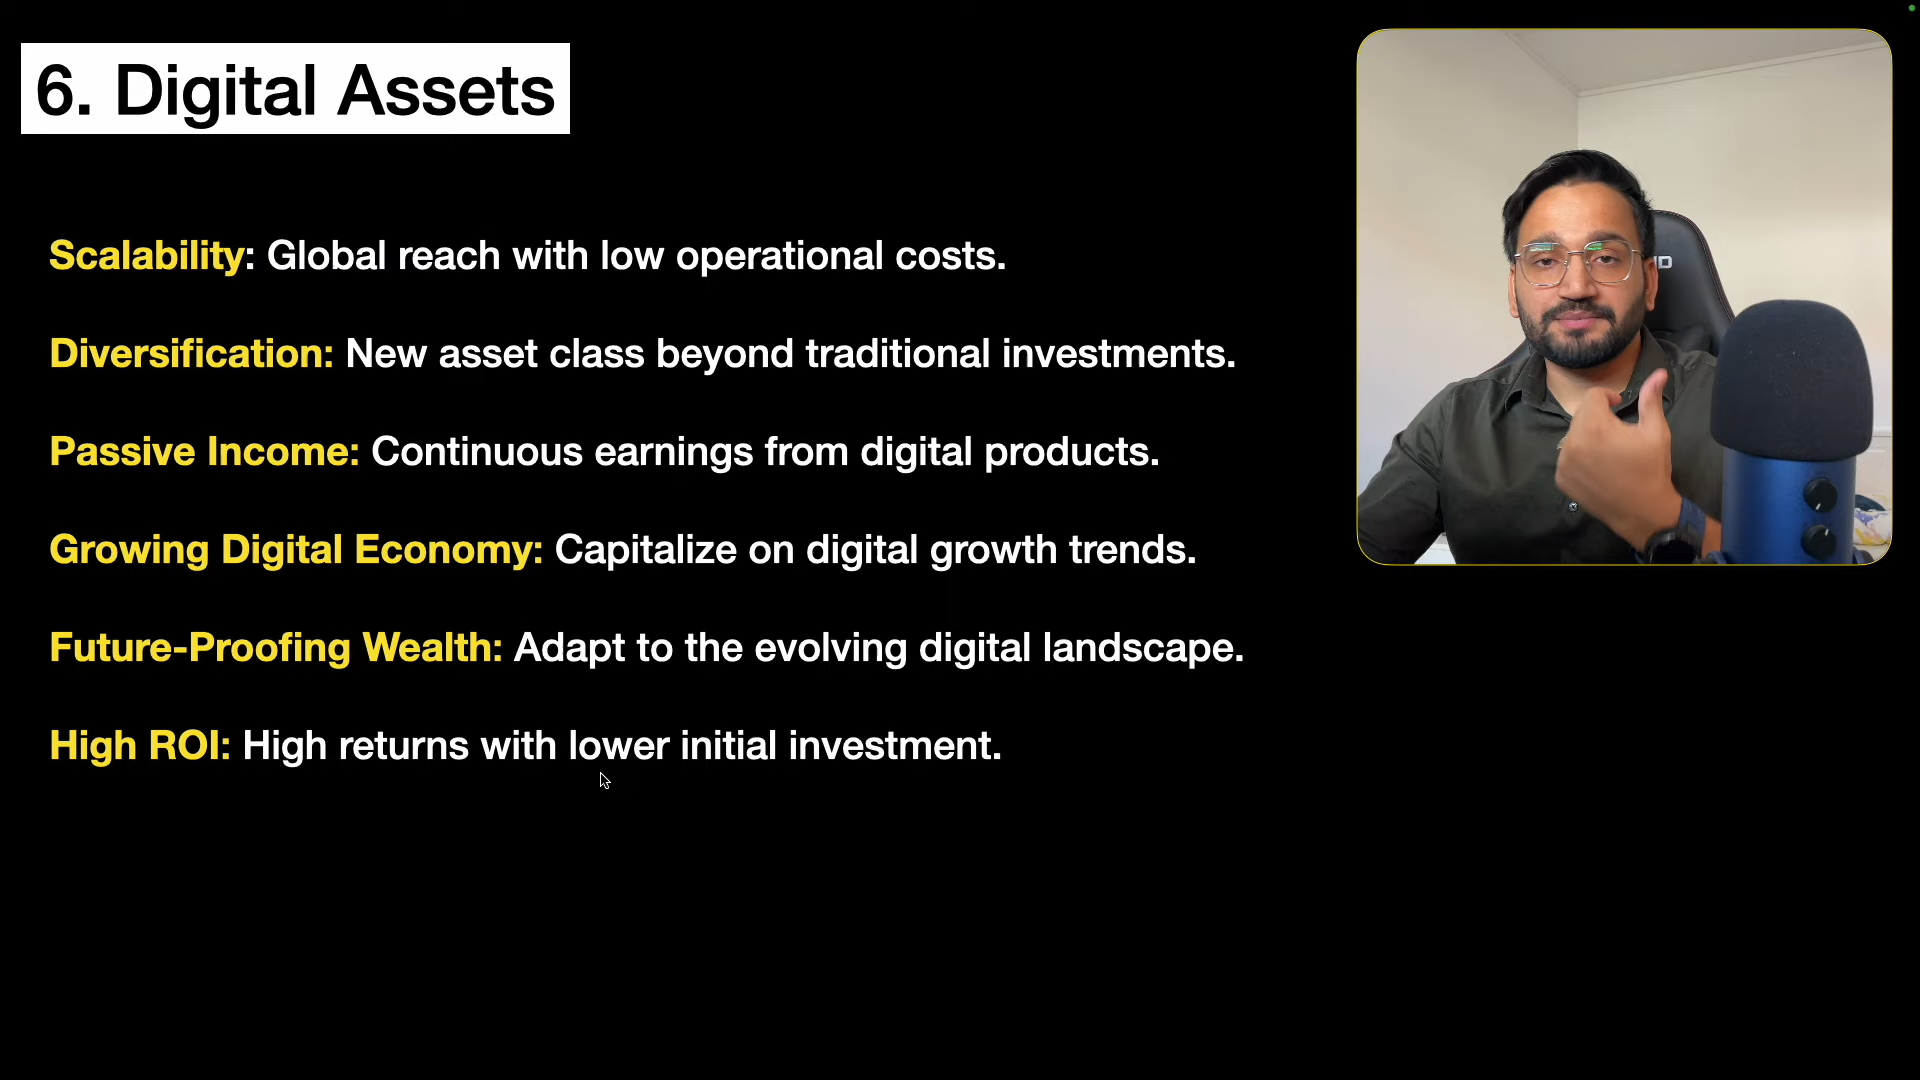 6. Digital Assets
Scalability: Global reach with low operational costs.
Diversification: New asset class beyond traditional investments.
Passive Income: Continuous earnings from digital products.
Growing Digital Economy: Capitalize on digital growth trends.
Future-Proofing Wealth: Adapt to the evolving digital landscape.
High ROI: High returns with lower initial investment.